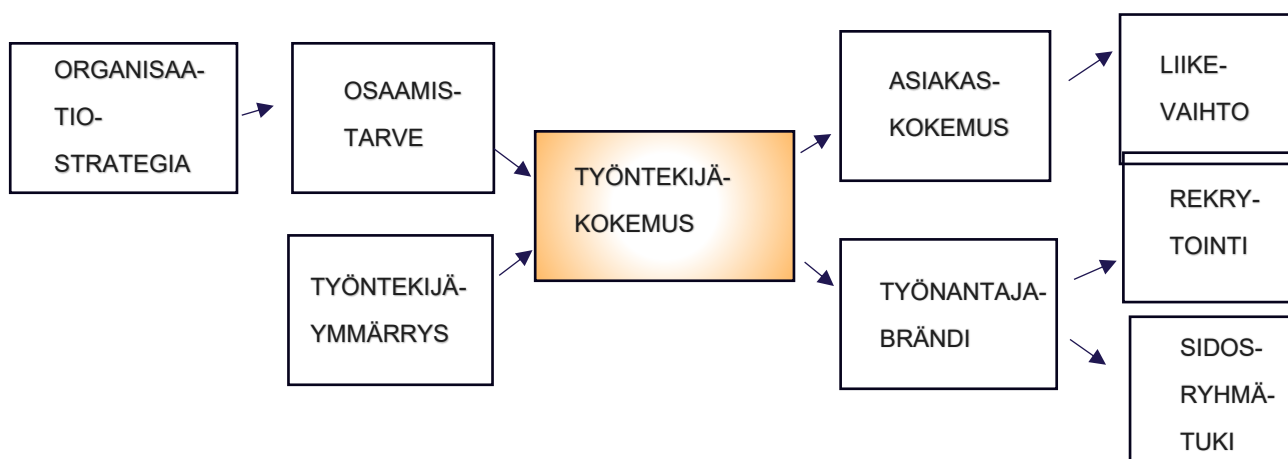 ORGANISAA-
TIO-
STRATEGIA
OSAAMIS-
TARVE
TYÖNTEKIJÄ-
YMMÄRRYS
TYÖNTEKIJÄ-
KOKEMUS
ASIAKAS-
KOKEMUS
TYÖNANTAJA-
BRÄNDI
LIIKE-
VAIHTO
REKRY-
TOINTI
SIDOS-
RYHMÄ-
TUKI